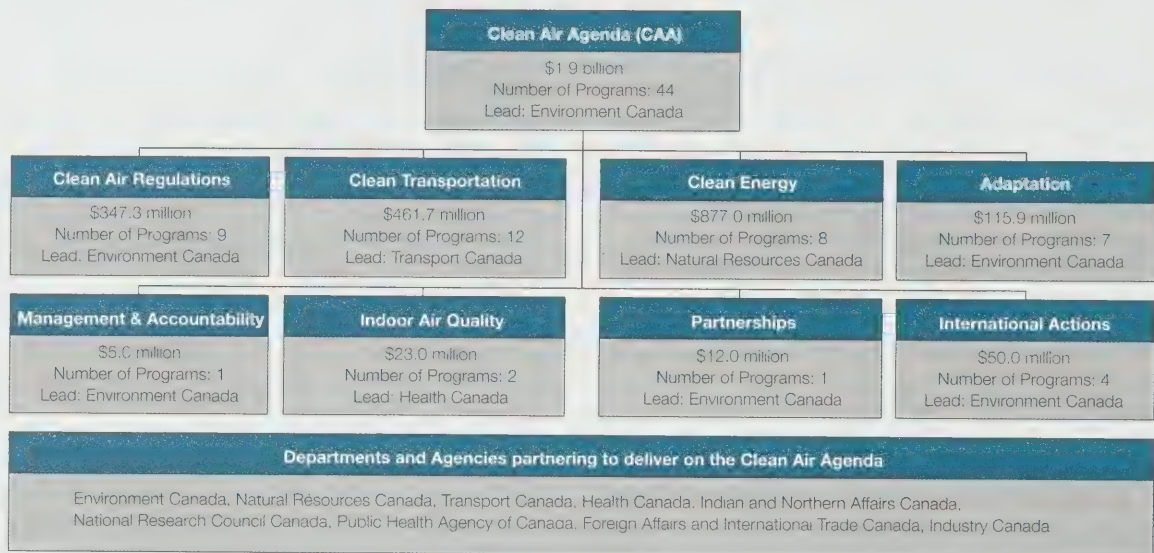 Clean Air Agenda (CAA)
$1.9 billion
Number of Programs: 44
Lead: Environment Canada
Clean Air Regulations
$347.3 million
Number of Programs: 9
Lead: Environment Canada
Clean Transportation
$461.7 million
Number of Programs: 12
Lead: Transport Canada
Clean Energy
$877.0 million
Number of Programs: 8
Lead: Natural Resources Canada
Adaptation
$115.9 million
Number of Programs: 7
Lead: Environment Canada
Management & Accountability
$5.0 million
Number of Programs: 1
Lead: Environment Canada
Indoor Air Quality
$23.0 million
Number of Programs: 2
Lead: Health Canada
Partnerships
$12.0 million
Number of Programs: 1
Lead: Environment Canada
International Actions
$50.0 million
Number of Programs: 4
Lead: Environment Canada
Departments and Agencies partnering to deliver on the Clean Air Agenda
Environment Canada, Natural Resources Canada, Transport Canada, Health Canada, Indian and Northern Affairs Canada,
National Research Council Canada, Public Health Agency of Canada, Foreign Affairs and International Trade Canada, Industry Canada